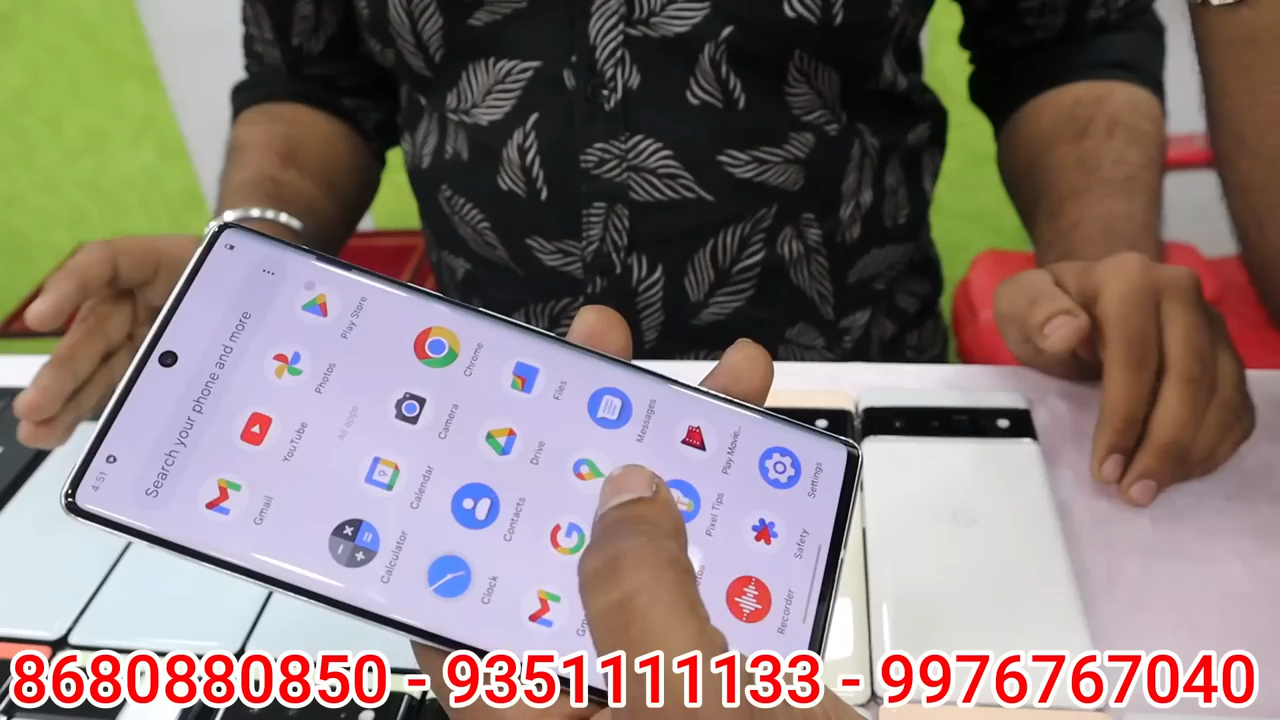 4:51
Search your phone and more
Gmail
YouTube
Photos
Play Store
All apps
Calculator
Calendar
Camera
Chrome
Clock
Contacts
Drive
Files
Messages
Pixel Tips
Play Movie...
Recorder
Safety
Settings
8680880850 - 9351111133 - 9976767040